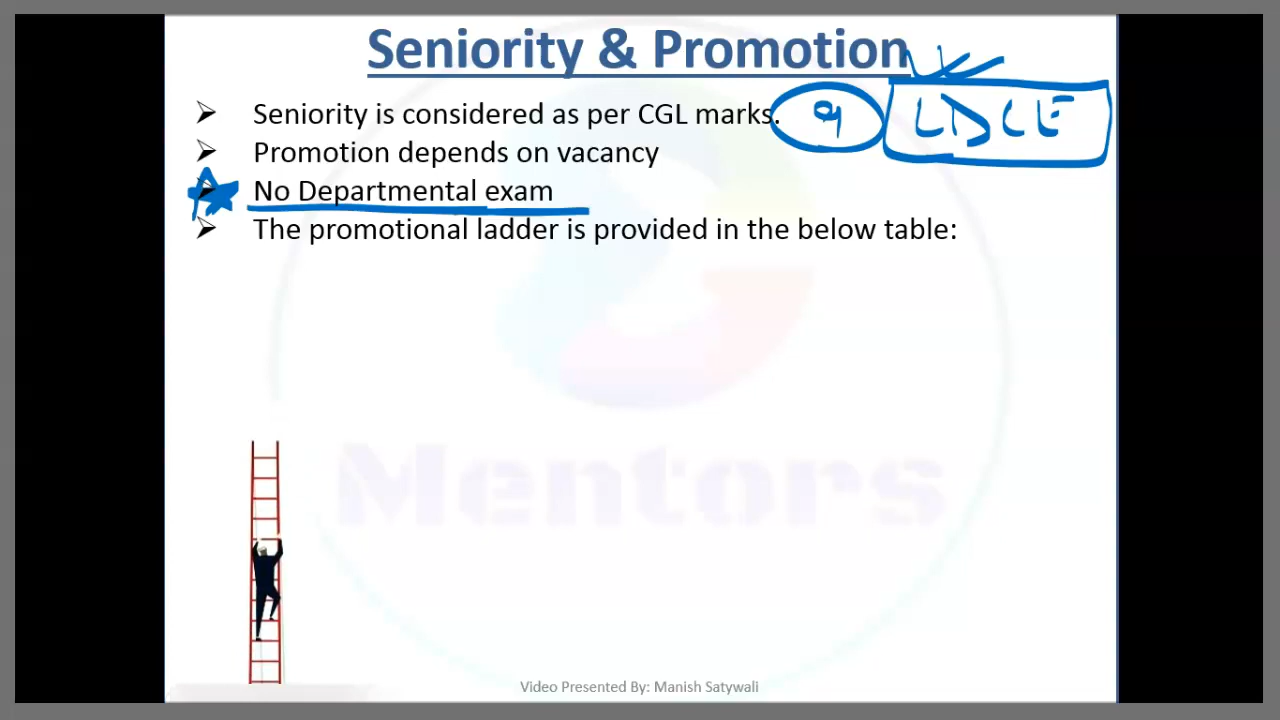 Seniority & Promotion
Seniority is considered as per CGL marks.
LDCE
Promotion depends on vacancy
No Departmental exam
The promotional ladder is provided in the below table:
Mentors
Video Presented By: Manish Satywali